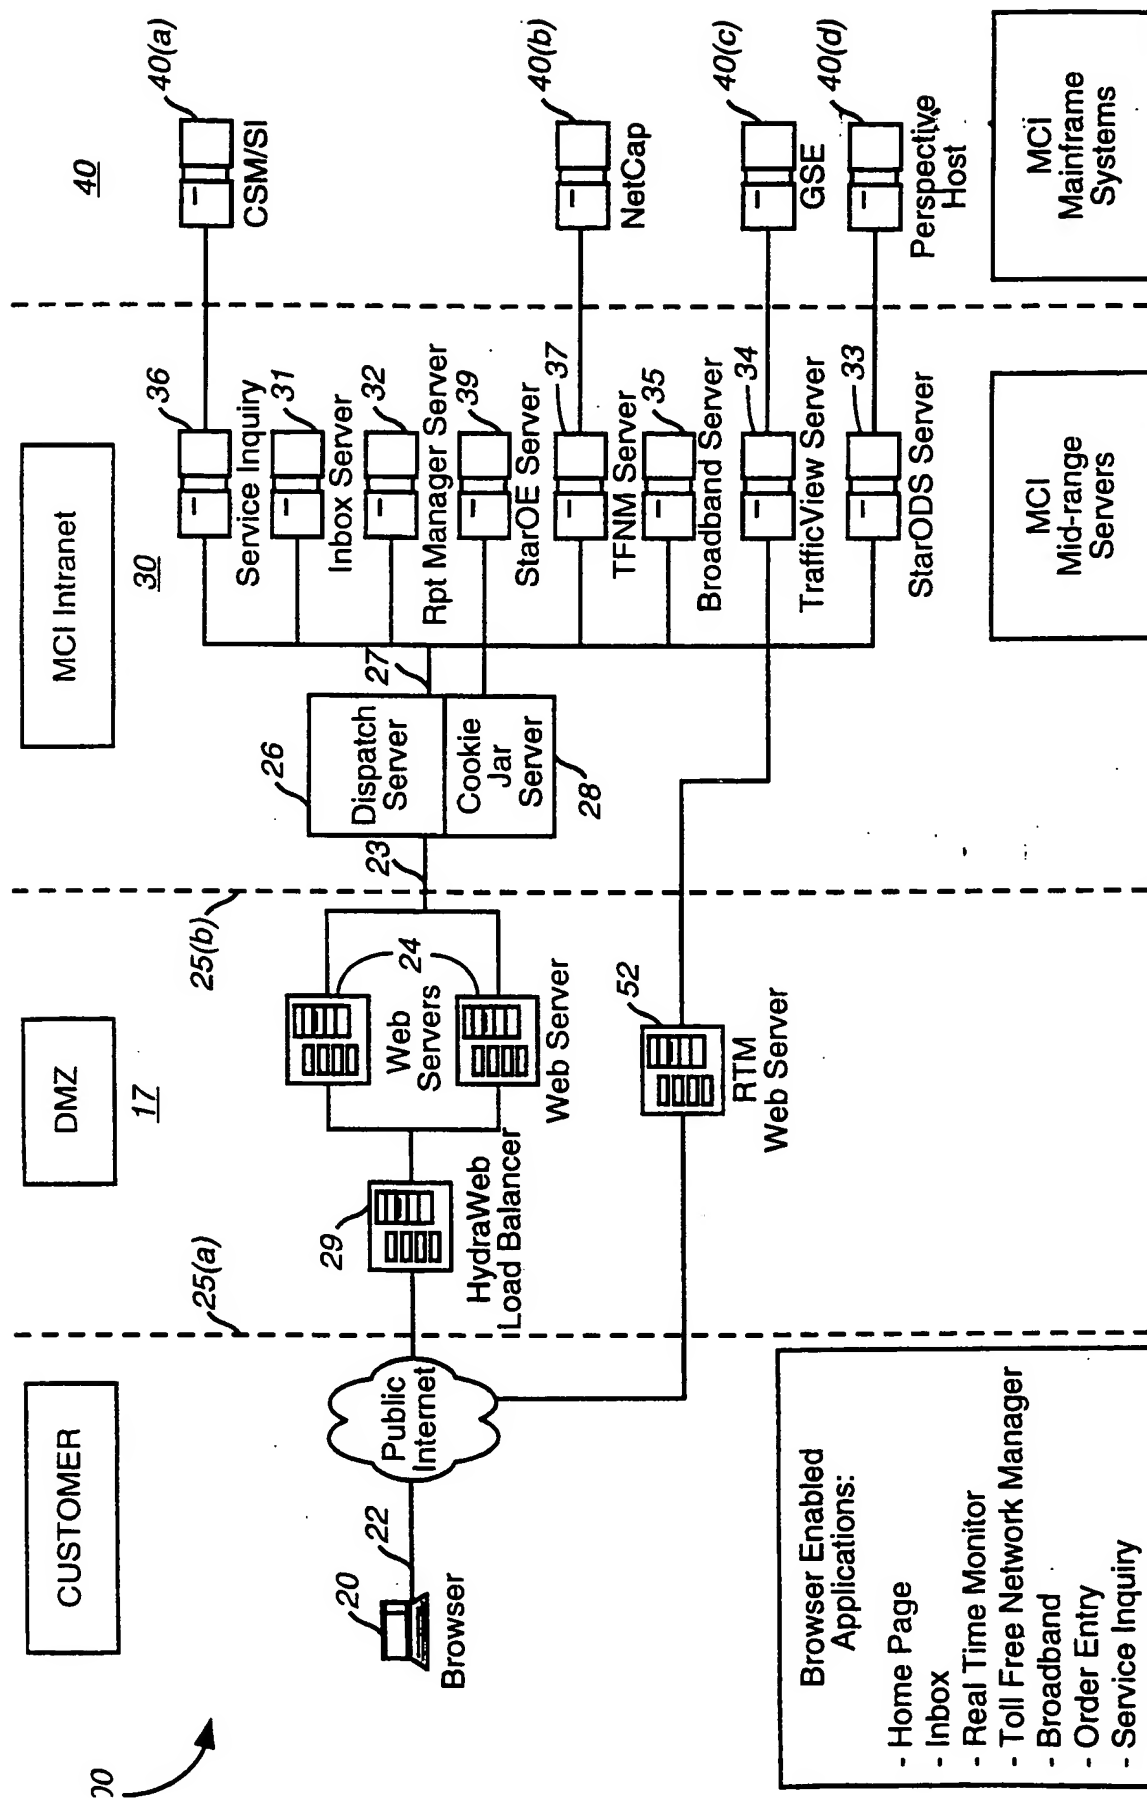 CUSTOMER
DMZ
MCI Intranet
17
30
40
00
25(a)
25(b)
20
22
Browser
Public
Internet
29
HydraWeb
Load Balancer
24
Web
Servers
Web Server
52
RTM
Web Server
23
26
Dispatch
Server
27
Cookie
Jar
Server
28
36
Service Inquiry
31
Inbox Server
32
Rpt Manager Server
39
StarOE Server
37
TFNM Server
35
Broadband Server
34
TrafficView Server
33
StarODS Server
40(a)
CSM/SI
40(b)
NetCap
40(c)
GSE
40(d)
Perspective
Host
Browser Enabled
Applications:
- Home Page
- Inbox
- Real Time Monitor
- Toll Free Network Manager
- Broadband
- Order Entry
- Service Inquiry
MCI
Mid-range
Servers
MCI
Mainframe
Systems